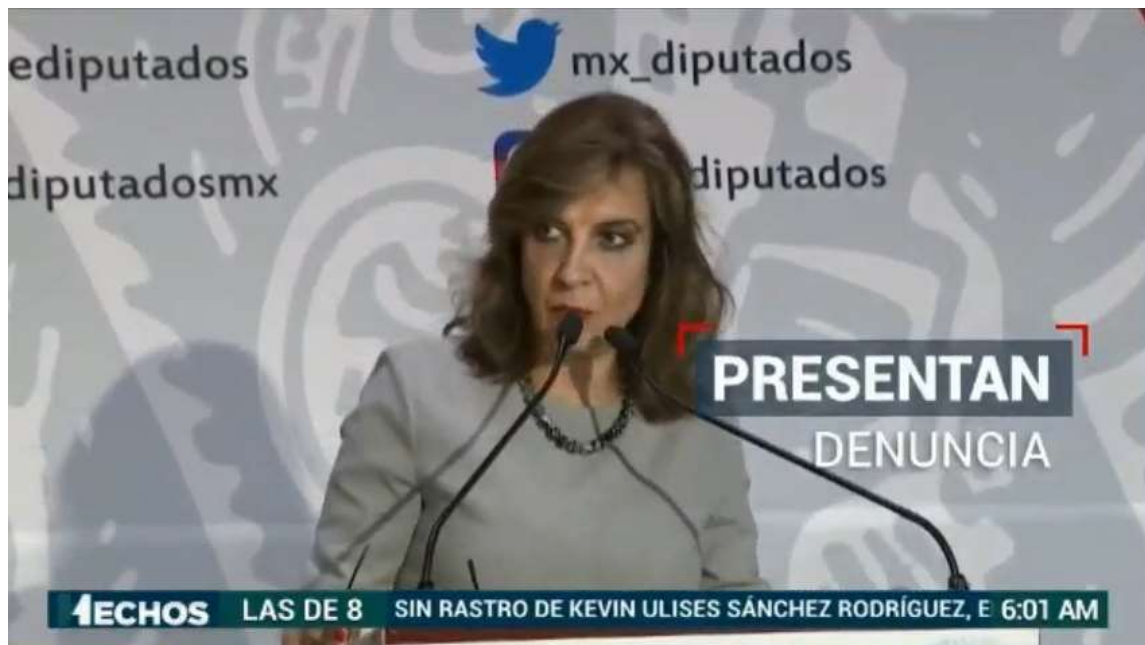 ediputados
mx_diputados
diputadosmx
diputados
PRESENTAN
DENUNCIA
HECHOS LAS DE 8 SIN RASTRO DE KEVIN ULISES SÁNCHEZ RODRÍGUEZ, E 6:01 AM